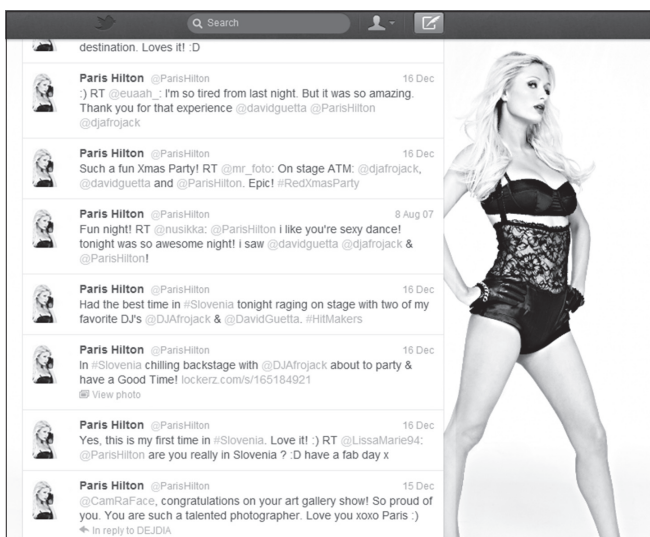 Search
destination. Loves it! :D
Paris Hilton @ParisHilton 16 Dec
:) RT @euaah_: I'm so tired from last night. But it was so amazing.
Thank you for that experience @davidguetta @ParisHilton
@djafrojack
Paris Hilton @ParisHilton 16 Dec
Such a fun Xmas Party! RT @mr_foto: On stage ATM: @djafrojack,
@davidguetta and @ParisHilton. Epic! #RedXmasParty
Paris Hilton @ParisHilton 8 Aug 07
Fun night! RT @nusikka: @ParisHilton i like you're sexy dance!
tonight was so awesome night! i saw @davidguetta @djafrojack &
@ParisHilton!
Paris Hilton @ParisHilton 16 Dec
Had the best time in #Slovenia tonight raging on stage with two of my
favorite DJ's @DJAfrojack & @DavidGuetta. #HitMakers
Paris Hilton @ParisHilton 16 Dec
In #Slovenia chilling backstage with @DJAfrojack about to party &
have a Good Time! lockerz.com/s/165184921
View photo
Paris Hilton @ParisHilton 16 Dec
Yes, this is my first time in #Slovenia. Love it! :) RT @LissaMarie94:
@ParisHilton are you really in Slovenia ? :D have a fab day x
Paris Hilton @ParisHilton 15 Dec
@CamRaFace, congratulations on your art gallery show! So proud of
you. You are such a talented photographer. Love you xoxo Paris :)
In reply to DEJDIA